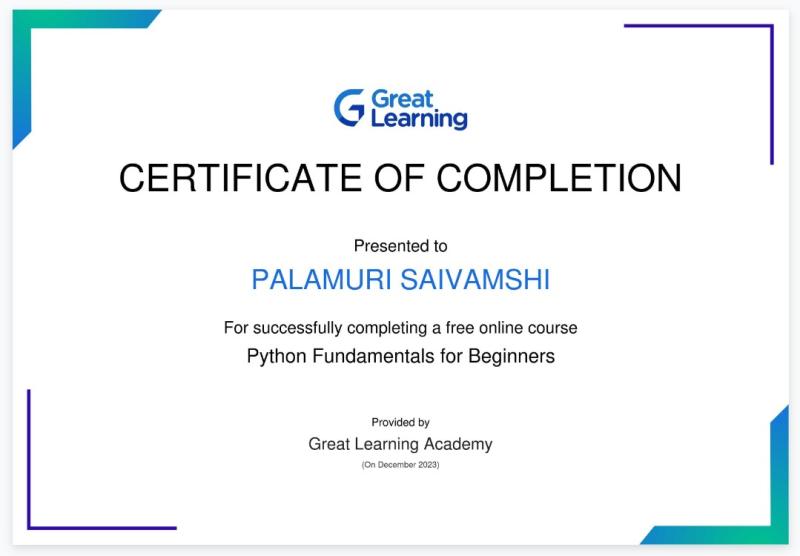 Great
Learning
CERTIFICATE OF COMPLETION
Presented to
PALAMURI SAIVAMSHI
For successfully completing a free online course
Python Fundamentals for Beginners
Provided by
Great Learning Academy
(On December 2023)